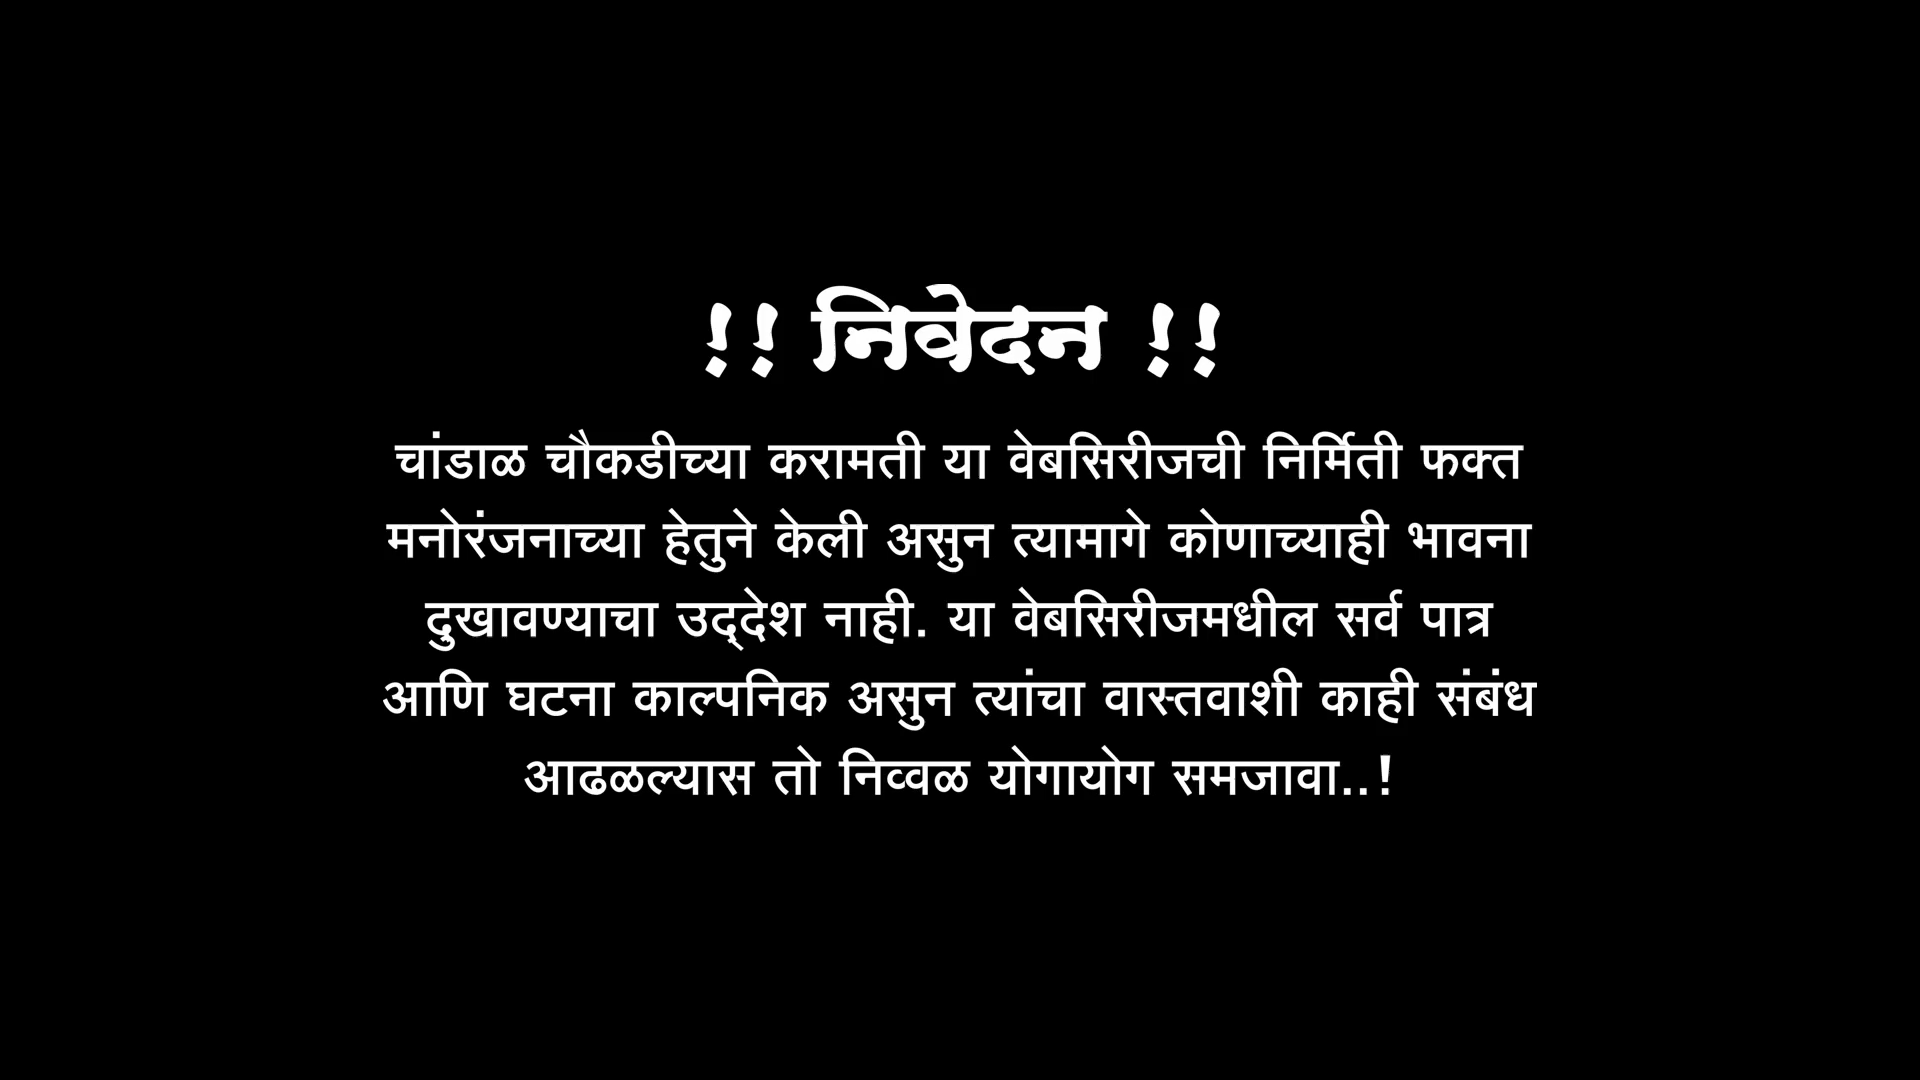 !! निवेदन !!
चांडाळ चौकडीच्या करामती या वेबसिरीजची निर्मिती फक्त
मनोरंजनाच्या हेतुने केली असुन त्यामागे कोणाच्याही भावना
दुखावण्याचा उद्‌देश नाही. या वेबसिरीजमधील सर्व पात्र
आणि घटना काल्पनिक असुन त्यांचा वास्तवाशी काही संबंध
आढळल्यास तो निव्वळ योगायोग समजावा..!